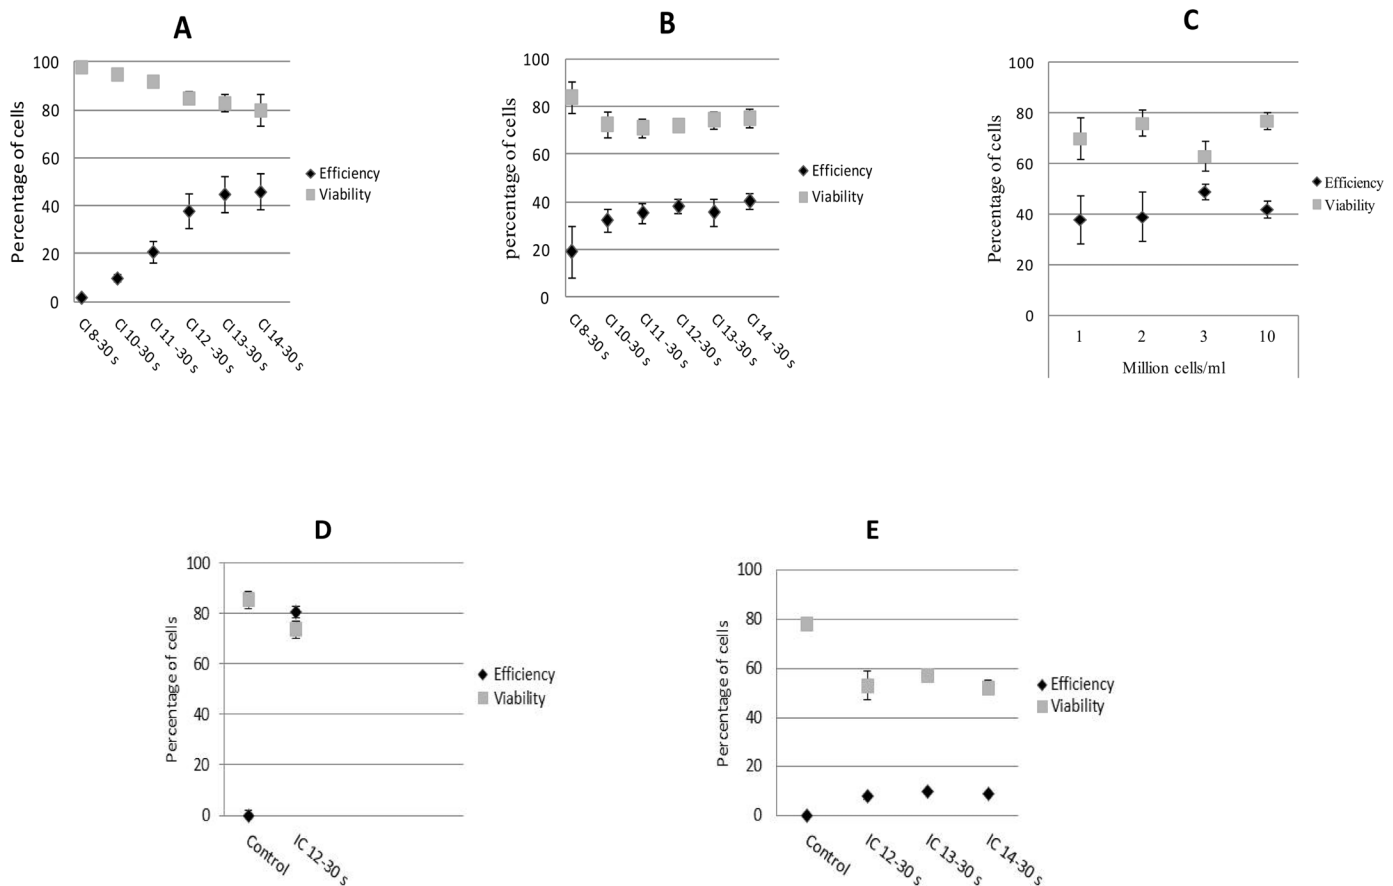 A
100
80
60
40
20
0
Percentage of cells
CI 8-30 s
CI 10-30 s
CI 11 -30 s
CI 12 -30 s
CI 13-30 s
CI 14-30 s
Efficiency
Viability
B
100
80
60
40
20
0
percentage of cells
CI 8-30 s
CI 10-30 s
CI 11 -30 s
CI 12-30 s
CI 13-30 s
CI 14 -30 s
Efficiency
Viability
C
100
80
60
40
20
0
Percentage of cells
1 2 3 10
Million cells/ml
Efficiency
Viability
D
100
80
60
40
20
0
Percentage of cells
Control
IC 12-30 s
Efficiency
Viability
E
100
80
60
40
20
0
Percentage of cells
Control
IC 12-30 s
IC 13-30 s
IC 14-30 s
Efficiency
Viability